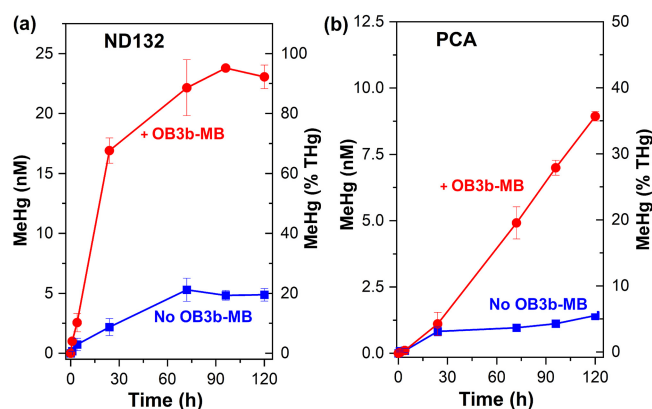 (a)
ND132
25
20
15
10
5
0
MeHg (nM)
100
80
60
40
20
0
MeHg (% THg)
+ OB3b-MB
No OB3b-MB
0 30 60 90 120
Time (h)
(b)
PCA
12.5
10.0
7.5
5.0
2.5
0.0
MeHg (nM)
50
40
30
20
10
0
MeHg (% THg)
+ OB3b-MB
No OB3b-MB
0 30 60 90 120
Time (h)